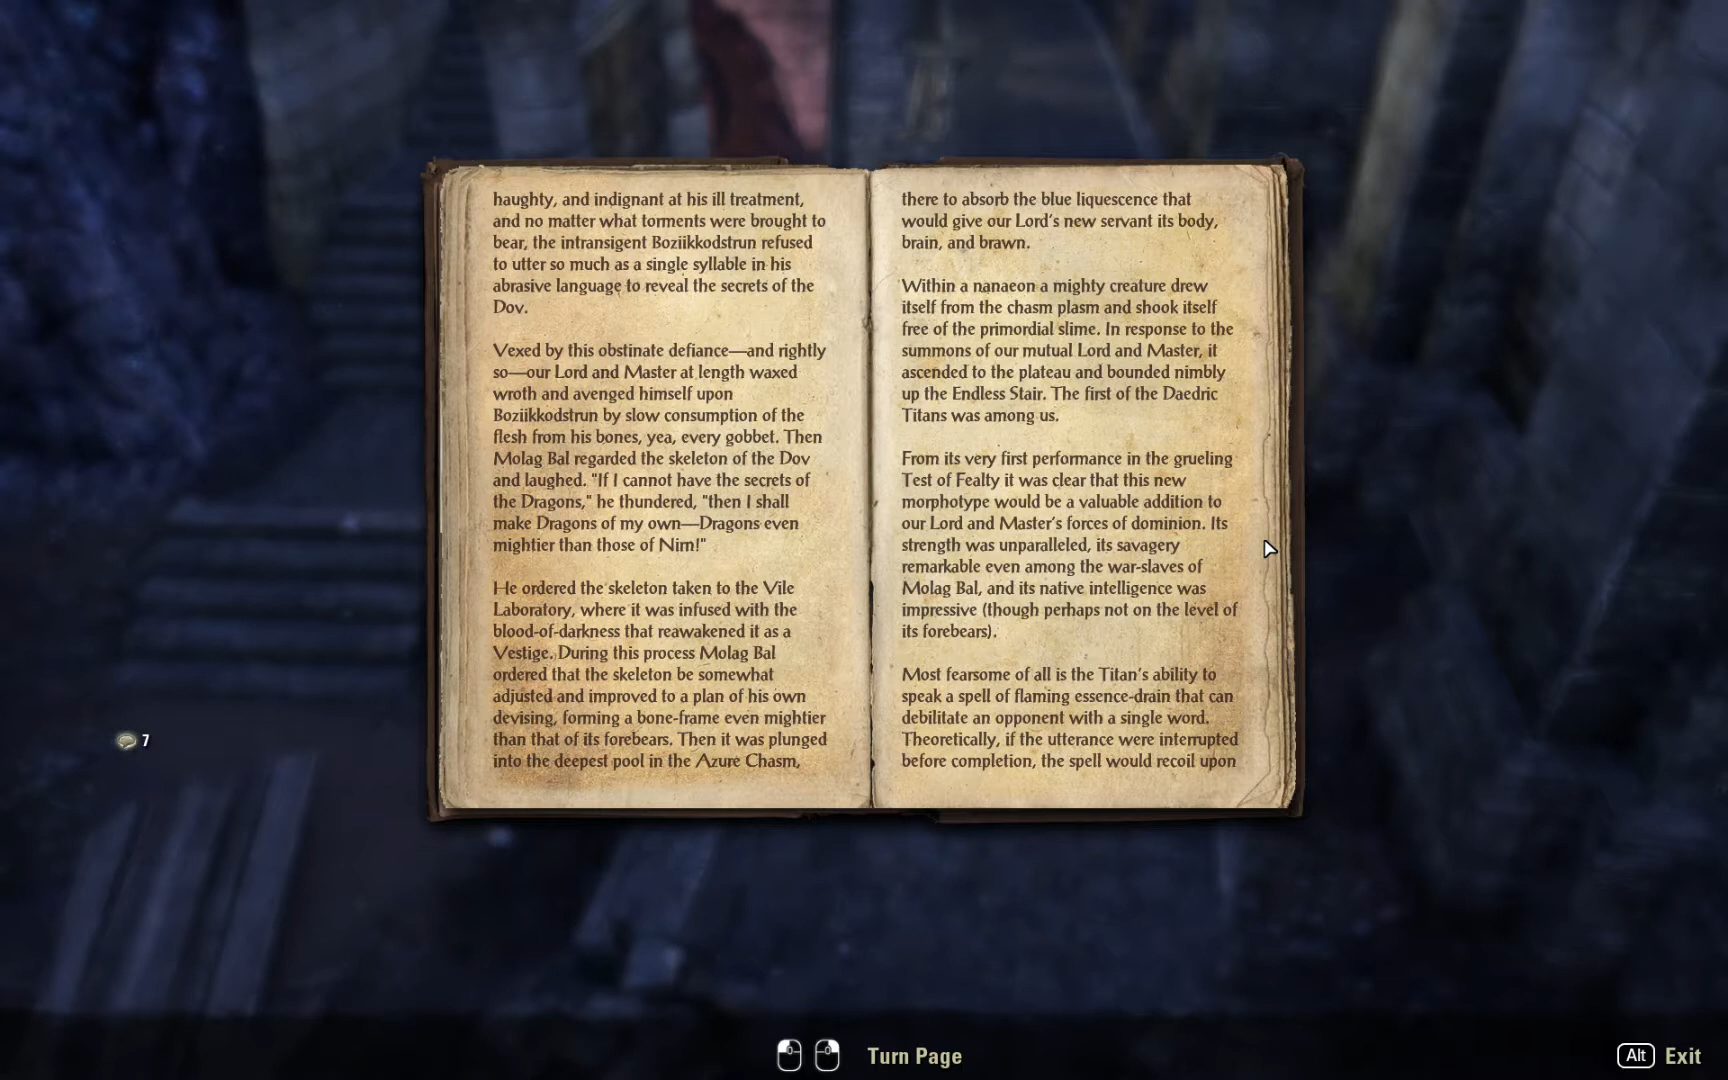 haughty, and indignant at his ill treatment,
and no matter what torments were brought to
bear, the intransigent Boziikkodstrun refused
to utter so much as a single syllable in his
abrasive language to reveal the secrets of the
Dov.
Vexed by this obstinate defiance—and rightly
so—our Lord and Master at length waxed
wroth and avenged himself upon
Boziikkodstrun by slow consumption of the
flesh from his bones, yea, every gobbet. Then
Molag Bal regarded the skeleton of the Dov
and laughed. "If I cannot have the secrets of
the Dragons," he thundered, "then I shall
make Dragons of my own—Dragons even
mightier than those of Nirn!"
He ordered the skeleton taken to the Vile
Laboratory, where it was infused with the
blood-of-darkness that reawakened it as a
Vestige. During this process Molag Bal
ordered that the skeleton be somewhat
adjusted and improved to a plan of his own
devising, forming a bone-frame even mightier
than that of its forebears. Then it was plunged
into the deepest pool in the Azure Chasm,
there to absorb the blue liquescence that
would give our Lord's new servant its body,
brain, and brawn.
Within a nanaeon a mighty creature drew
itself from the chasm plasm and shook itself
free of the primordial slime. In response to the
summons of our mutual Lord and Master, it
ascended to the plateau and bounded nimbly
up the Endless Stair. The first of the Daedric
Titans was among us.
From its very first performance in the grueling
Test of Fealty it was clear that this new
morphotype would be a valuable addition to
our Lord and Master's forces of dominion. Its
strength was unparalleled, its savagery
remarkable even among the war-slaves of
Molag Bal, and its native intelligence was
impressive (though perhaps not on the level of
its forebears).
Most fearsome of all is the Titan's ability to
speak a spell of flaming essence-drain that can
debilitate an opponent with a single word.
Theoretically, if the utterance were interrupted
before completion, the spell would recoil upon
7
Turn Page
Alt Exit